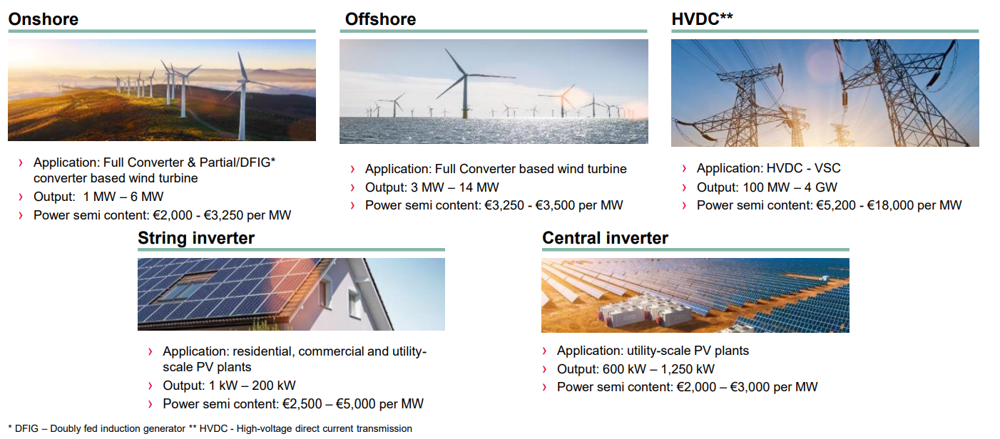 Onshore
Offshore
HVDC**
› Application: Full Converter & Partial/DFIG*
converter based wind turbine
› Output: 1 MW – 6 MW
› Power semi content: €2,000 - €3,250 per MW
› Application: Full Converter based wind turbine
› Output: 3 MW – 14 MW
› Power semi content: €3,250 - €3,500 per MW
› Application: HVDC - VSC
› Output: 100 MW – 4 GW
› Power semi content: €5,200 - €18,000 per MW
String inverter
Central inverter
› Application: residential, commercial and utility-
scale PV plants
› Output: 1 kW – 200 kW
› Power semi content: €2,500 – €5,000 per MW
› Application: utility-scale PV plants
› Output: 600 kW – 1,250 kW
› Power semi content: €2,000 – €3,000 per MW
* DFIG – Doubly fed induction generator ** HVDC - High-voltage direct current transmission